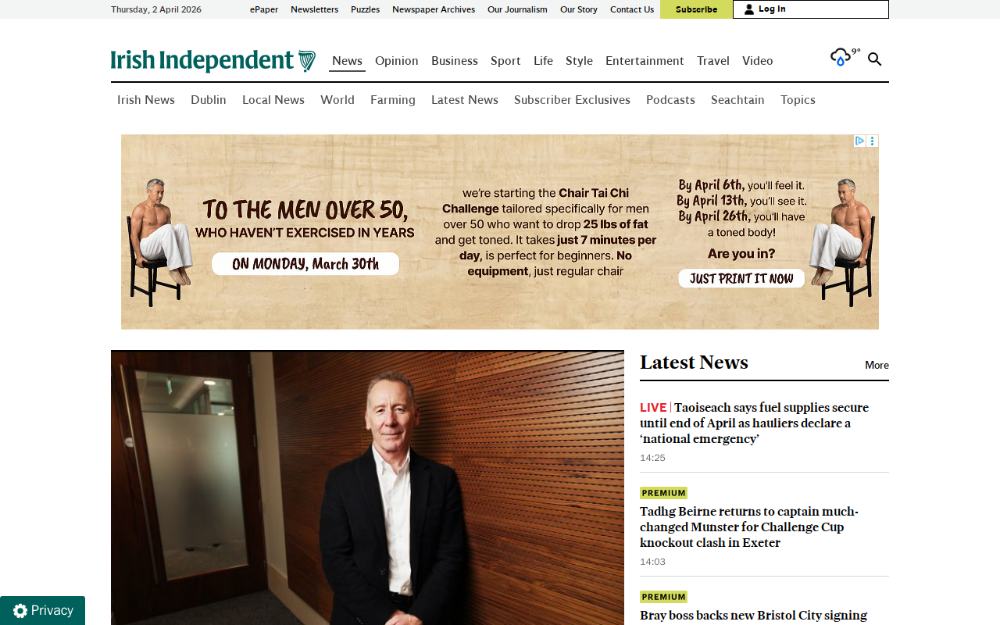 Thursday, 2 April 2026
ePaper Newsletters Puzzles Newspaper Archives Our Journalism Our Story Contact Us Subscribe Log In
Irish Independent
News Opinion Business Sport Life Style Entertainment Travel Video
9°
Irish News Dublin Local News World Farming Latest News Subscriber Exclusives Podcasts Seachtain Topics
TO THE MEN OVER 50,
WHO HAVEN'T EXERCISED IN YEARS
ON MONDAY, March 30th
we're starting the Chair Tai Chi
Challenge tailored specifically for men
over 50 who want to drop 25 lbs of fat
and get toned. It takes just 7 minutes per
day, is perfect for beginners. No
equipment, just regular chair
By April 6th, you'll feel it.
By April 13th, you'll see it.
By April 26th, you'll have
a toned body!
Are you in?
JUST PRINT IT NOW
Latest News
More
LIVE | Taoiseach says fuel supplies secure
until end of April as hauliers declare a
‘national emergency’
14:25
PREMIUM
Tadhg Beirne returns to captain much-
changed Munster for Challenge Cup
knockout clash in Exeter
14:03
PREMIUM
Bray boss backs new Bristol City signing
Privacy